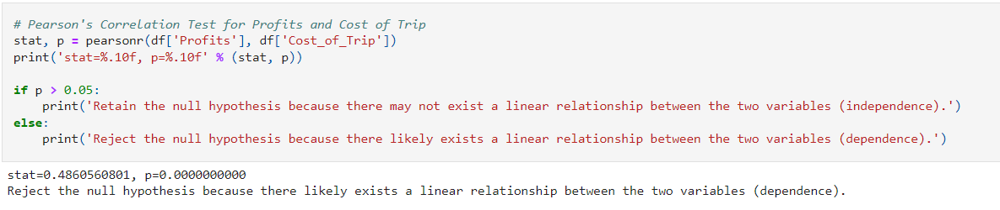 # Pearson's Correlation Test for Profits and Cost of Trip
stat, p = pearsonr(df['Profits'], df['Cost_of_Trip'])
print('stat=%.10f, p=%.10f' % (stat, p))
if p > 0.05:
    print('Retain the null hypothesis because there may not exist a linear relationship between the two variables (independence).')
else:
    print('Reject the null hypothesis because there likely exists a linear relationship between the two variables (dependence).')
stat=0.4860560801, p=0.0000000000
Reject the null hypothesis because there likely exists a linear relationship between the two variables (dependence).